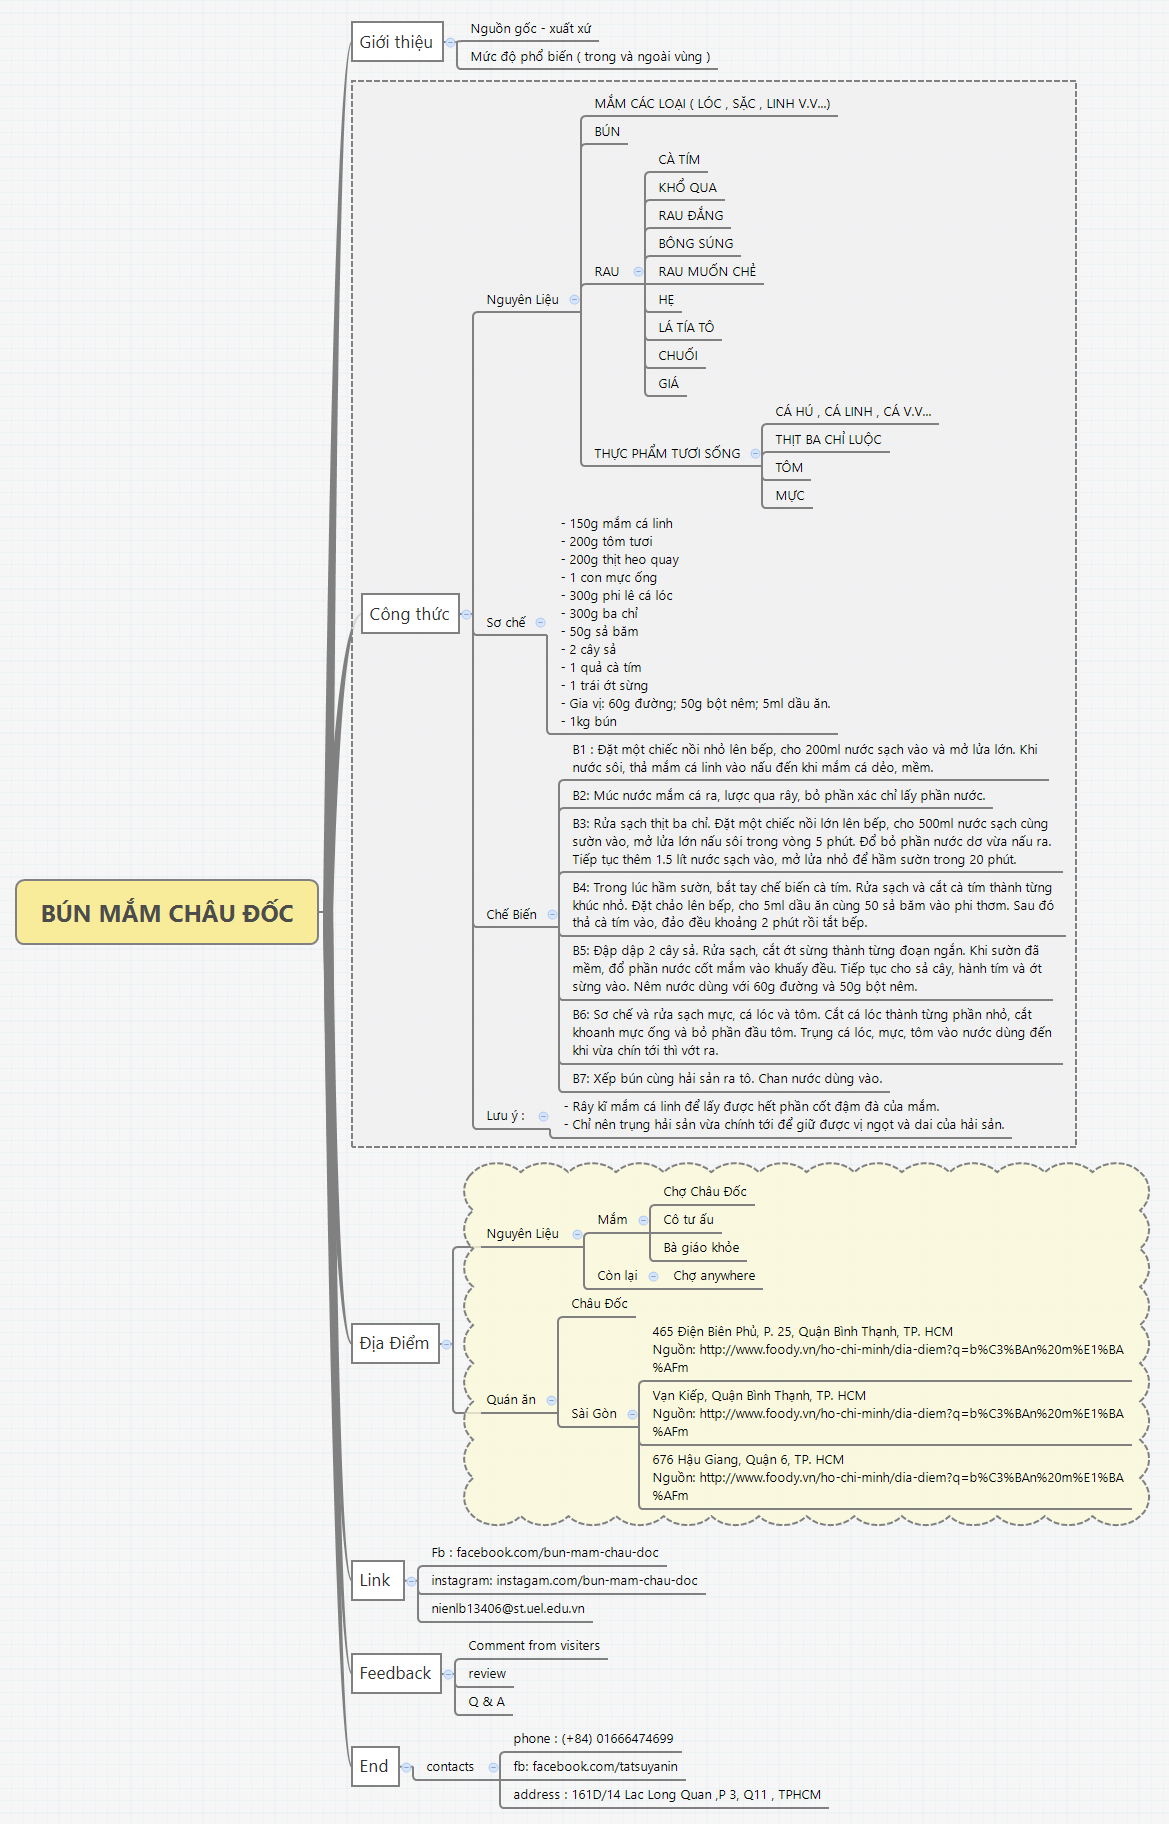 Giới thiệu
Nguồn gốc - xuất xứ
Mức độ phổ biến ( trong và ngoài vùng )
BÚN MẮM CHÂU ĐỐC
Công thức
Nguyên Liệu
MẮM CÁC LOẠI ( LÓC , SẶC , LINH V.V...)
BÚN
RAU
CÀ TÍM
KHỔ QUA
RAU ĐẮNG
BÔNG SÚNG
RAU MUỐN CHẺ
HẸ
LÁ TÍA TÔ
CHUỐI
GIÁ
THỰC PHẨM TƯƠI SỐNG
CÁ HÚ , CÁ LINH , CÁ V.V...
THỊT BA CHỈ LUỘC
TÔM
MỰC
Sơ chế
- 150g mắm cá linh
- 200g tôm tươi
- 200g thịt heo quay
- 1 con mực ống
- 300g phi lê cá lóc
- 300g ba chỉ
- 50g sả băm
- 2 cây sả
- 1 quả cà tím
- 1 trái ớt sừng
- Gia vị: 60g đường; 50g bột nêm; 5ml dầu ăn.
- 1kg bún
Chế Biến
B1 : Đặt một chiếc nồi nhỏ lên bếp, cho 200ml nước sạch vào và mở lửa lớn. Khi
nước sôi, thả mắm cá linh vào nấu đến khi mắm cá dẻo, mềm.
B2: Múc nước mắm cá ra, lược qua rây, bỏ phần xác chỉ lấy phần nước.
B3: Rửa sạch thịt ba chỉ. Đặt một chiếc nồi lớn lên bếp, cho 500ml nước sạch cùng
sườn vào, mở lửa lớn nấu sôi trong vòng 5 phút. Đổ bỏ phần nước dơ vừa nấu ra.
Tiếp tục thêm 1.5 lít nước sạch vào, mở lửa nhỏ để hầm sườn trong 20 phút.
B4: Trong lúc hầm sườn, bắt tay chế biến cà tím. Rửa sạch và cắt cà tím thành từng
khúc nhỏ. Đặt chảo lên bếp, cho 5ml dầu ăn cùng 50 sả băm vào phi thơm. Sau đó
thả cà tím vào, đảo đều khoảng 2 phút rồi tắt bếp.
B5: Đập dập 2 cây sả. Rửa sạch, cắt ớt sừng thành từng đoạn ngắn. Khi sườn đã
mềm, đổ phần nước cốt mắm vào khuấy đều. Tiếp tục cho sả cây, hành tím và ớt
sừng vào. Nêm nước dùng với 60g đường và 50g bột nêm.
B6: Sơ chế và rửa sạch mực, cá lóc và tôm. Cắt cá lóc thành từng phần nhỏ, cắt
khoanh mực ống và bỏ phần đầu tôm. Trụng cá lóc, mực, tôm vào nước dùng đến
khi vừa chín tới thì vớt ra.
B7: Xếp bún cùng hải sản ra tô. Chan nước dùng vào.
Lưu ý :
- Rây kĩ mắm cá linh để lấy được hết phần cốt đậm đà của mắm.
- Chỉ nên trụng hải sản vừa chính tới để giữ được vị ngọt và dai của hải sản.
Địa Điểm
Nguyên Liệu
Mắm
Chợ Châu Đốc
Cô tư ấu
Bà giáo khỏe
Còn lại
Chợ anywhere
Quán ăn
Châu Đốc
Sài Gòn
465 Điện Biên Phủ, P. 25, Quận Bình Thạnh, TP. HCM
Nguồn: http://www.foody.vn/ho-chi-minh/dia-diem?q=b%C3%BAn%20m%E1%BA
%AFm
Vạn Kiếp, Quận Bình Thạnh, TP. HCM
Nguồn: http://www.foody.vn/ho-chi-minh/dia-diem?q=b%C3%BAn%20m%E1%BA
%AFm
676 Hậu Giang, Quận 6, TP. HCM
Nguồn: http://www.foody.vn/ho-chi-minh/dia-diem?q=b%C3%BAn%20m%E1%BA
%AFm
Link
Fb : facebook.com/bun-mam-chau-doc
instagram: instagam.com/bun-mam-chau-doc
nienlb13406@st.uel.edu.vn
Feedback
Comment from visiters
review
Q & A
End
contacts
phone : (+84) 01666474699
fb: facebook.com/tatsuyanin
address : 161D/14 Lac Long Quan ,P 3, Q11 , TPHCM